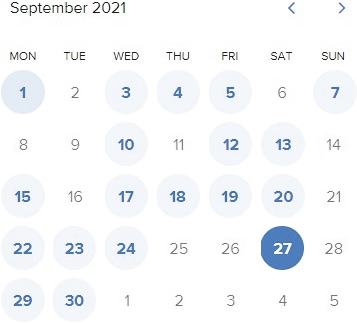 September 2021
MON TUE WED THU FRI SAT SUN
1 2 3 4 5 6 7
8 9 10 11 12 13 14
15 16 17 18 19 20 21
22 23 24 25 26 27 28
29 30 1 2 3 4 5